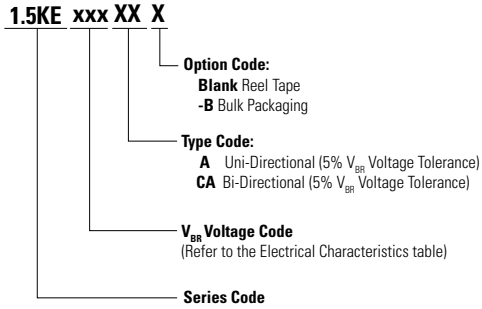 1.5KE xxx XX X
Option Code:
Blank Reel Tape
-B Bulk Packaging
Type Code:
A Uni-Directional (5% VBR Voltage Tolerance)
CA Bi-Directional (5% VBR Voltage Tolerance)
VBR Voltage Code
(Refer to the Electrical Characteristics table)
Series Code